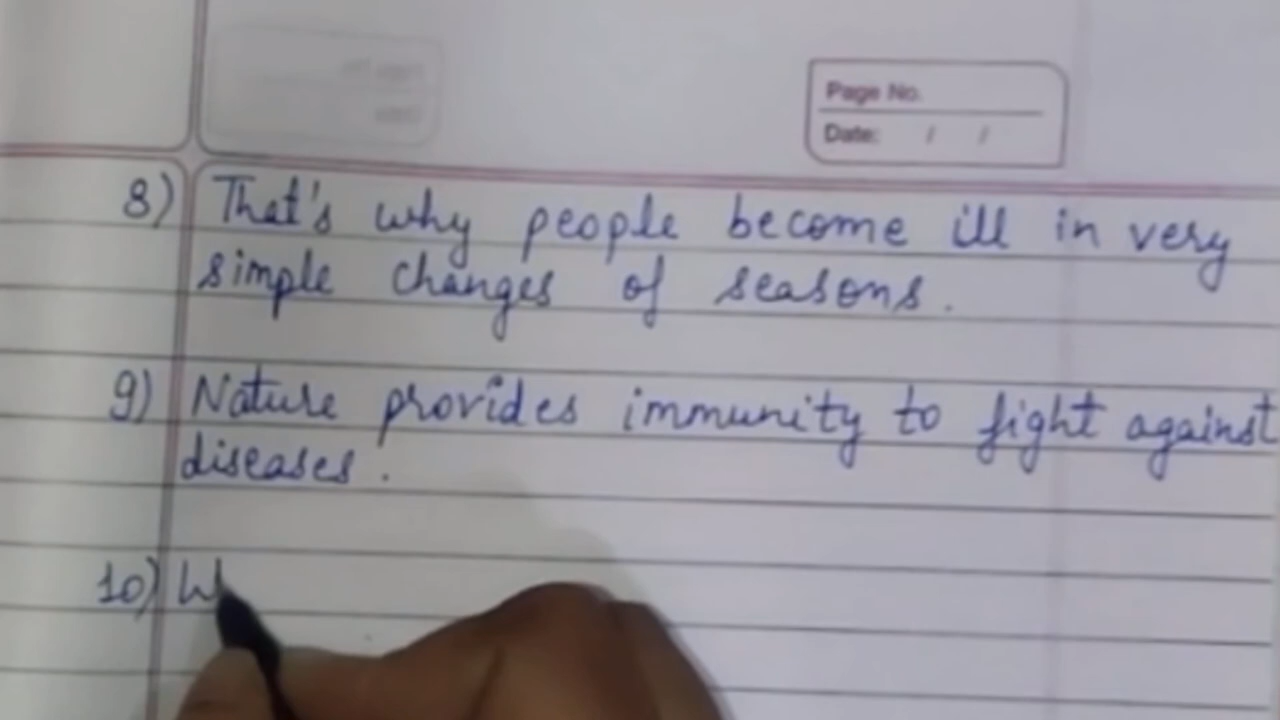 Page No.
Date: / /
8) That's why people become ill in very
simple changes of seasons.
9) Nature provides immunity to fight against
diseases.
10) W